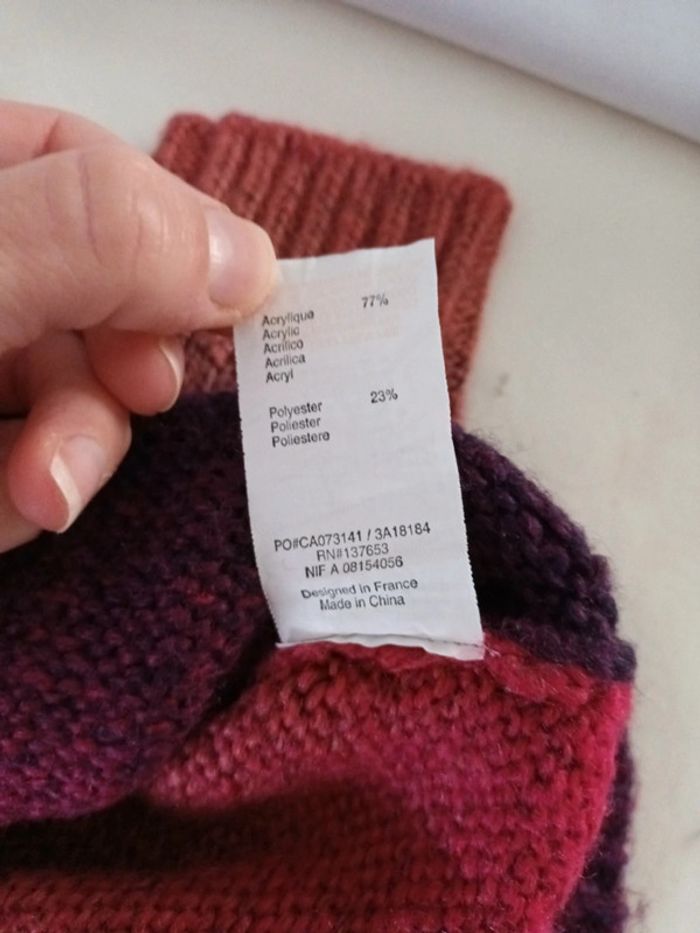 Acrylique 77%
Acrylic
Acrílico
Acrilica
Acryl
Polyester 23%
Poliester
Poliestere
PO#CA073141 / 3A18184
RN#137653
NIF A 08154056
Designed in France
Made in China